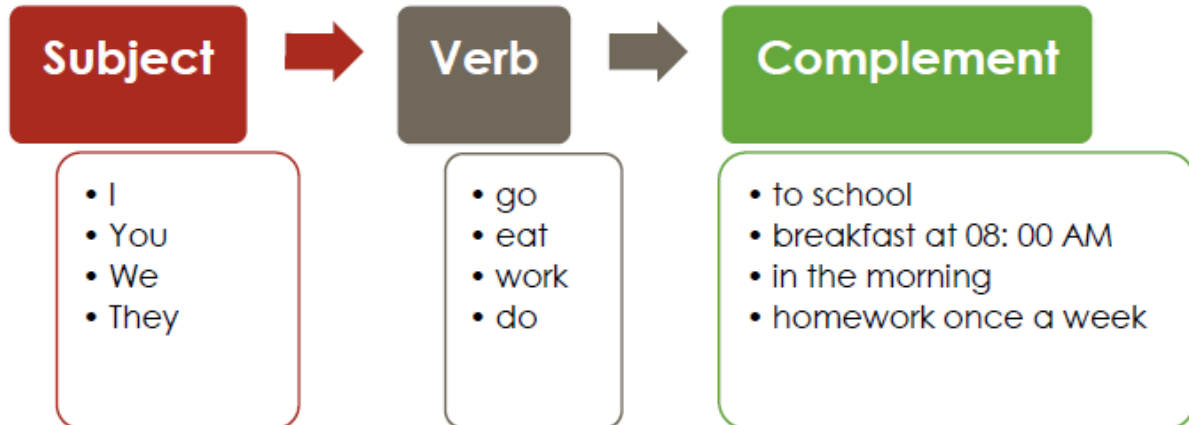 Subject
Verb
Complement
• I
• You
• We
• They
• go
• eat
• work
• do
• to school
• breakfast at 08: 00 AM
• in the morning
• homework once a week